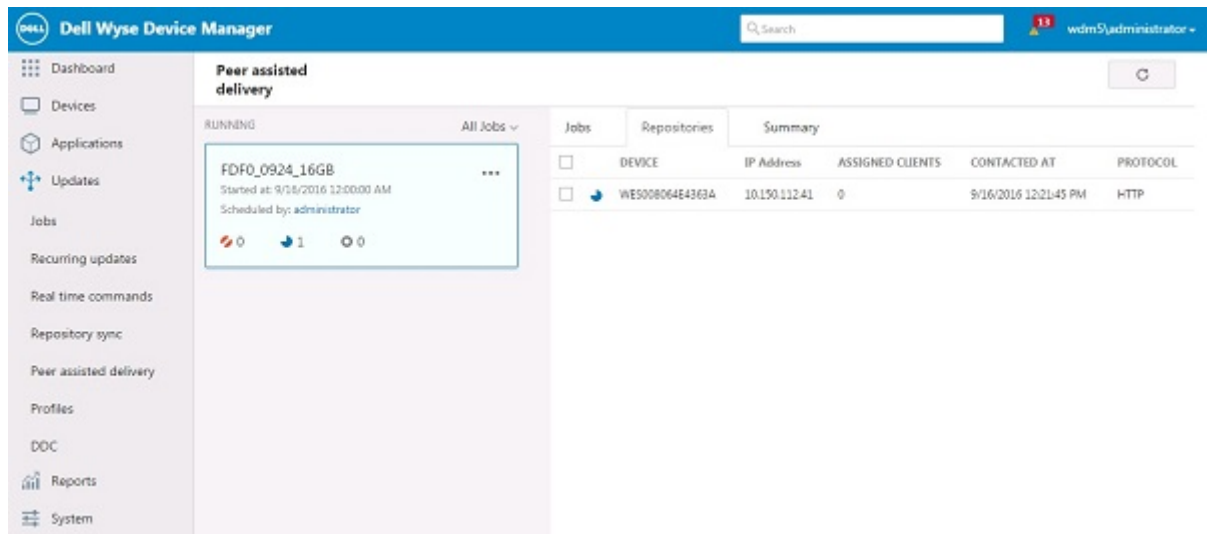 DELL
Dell Wyse Device Manager
Search
13
wdm5\administrator
Dashboard
Devices
Applications
Updates
Jobs
Recurring updates
Real time commands
Repository sync
Peer assisted delivery
Profiles
DDC
Reports
System
Peer assisted
delivery
RUNNING
All Jobs
FDF0_0924_16GB
Started at: 9/16/2016 12:00:00 AM
Scheduled by: administrator
0 1 0
Jobs Repositories Summary
DEVICE IP Address ASSIGNED CLIENTS CONTACTED AT PROTOCOL
WES008064E4363A 10.150.112.41 0 9/16/2016 12:21:45 PM HTTP